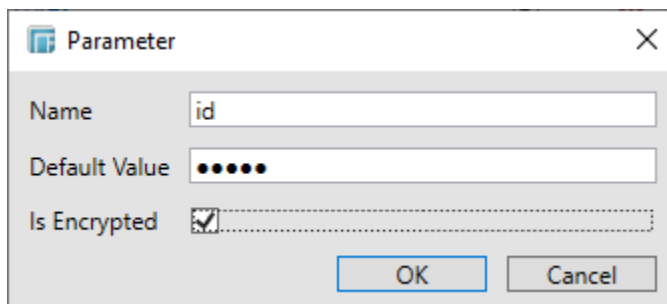 Parameter
Name id
Default Value •••••
Is Encrypted
OK Cancel